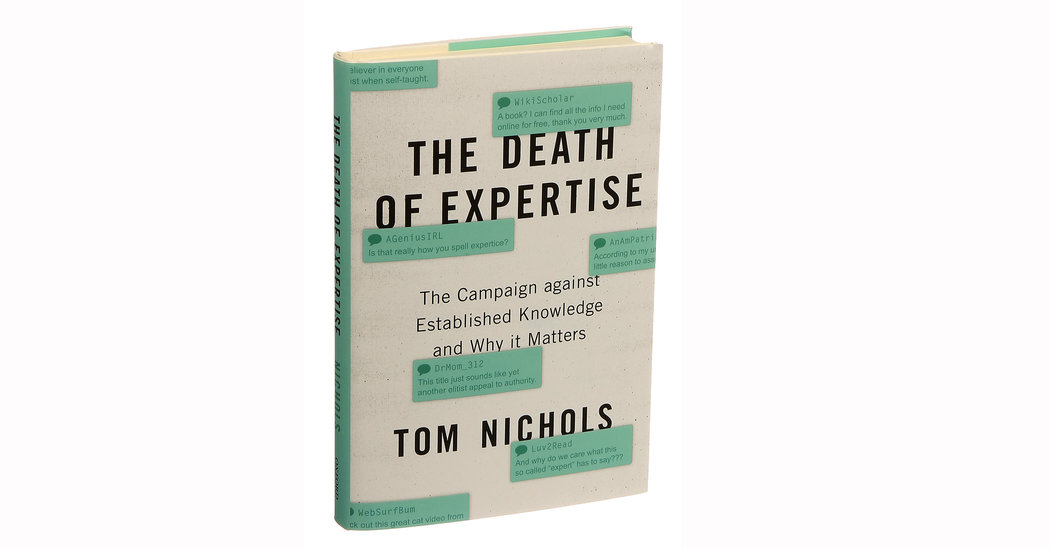 eliever in everyone
st when self-taught.
WikiScholar
A book? I can find all the info I need
online for free, thank you very much.
THE DEATH
OF EXPERTISE
AGeniusIRL
Is that really how you spell expertice?
AnAmPatri
According to my u
little reason to ass
The Campaign against
Established Knowledge
and Why it Matters
DrMom_312
This title just sounds like yet
another elitist appeal to authority.
TOM NICHOLS
Luv2Read
And why do we care what this
so called "expert" has to say???
WebSurfBum
ck out this great cat video from
THE DEATH OF EXPERTISE
NICHOLS
OXFORD